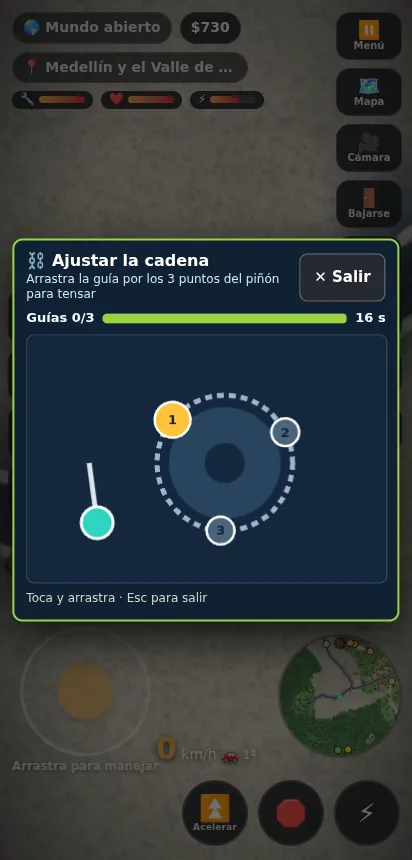 🌎 Mundo abierto
$730
📍 Medellín y el Valle de ...
Menú
Mapa
Cámara
Bajarse
Ajustar la cadena
Arrastra la guía por los 3 puntos del piñón
para tensar
× Salir
Guías 0/3
16 s
1
2
3
Toca y arrastra · Esc para salir
Arrastra para manejar
0 km/h 🚗 1ª
Acelerar